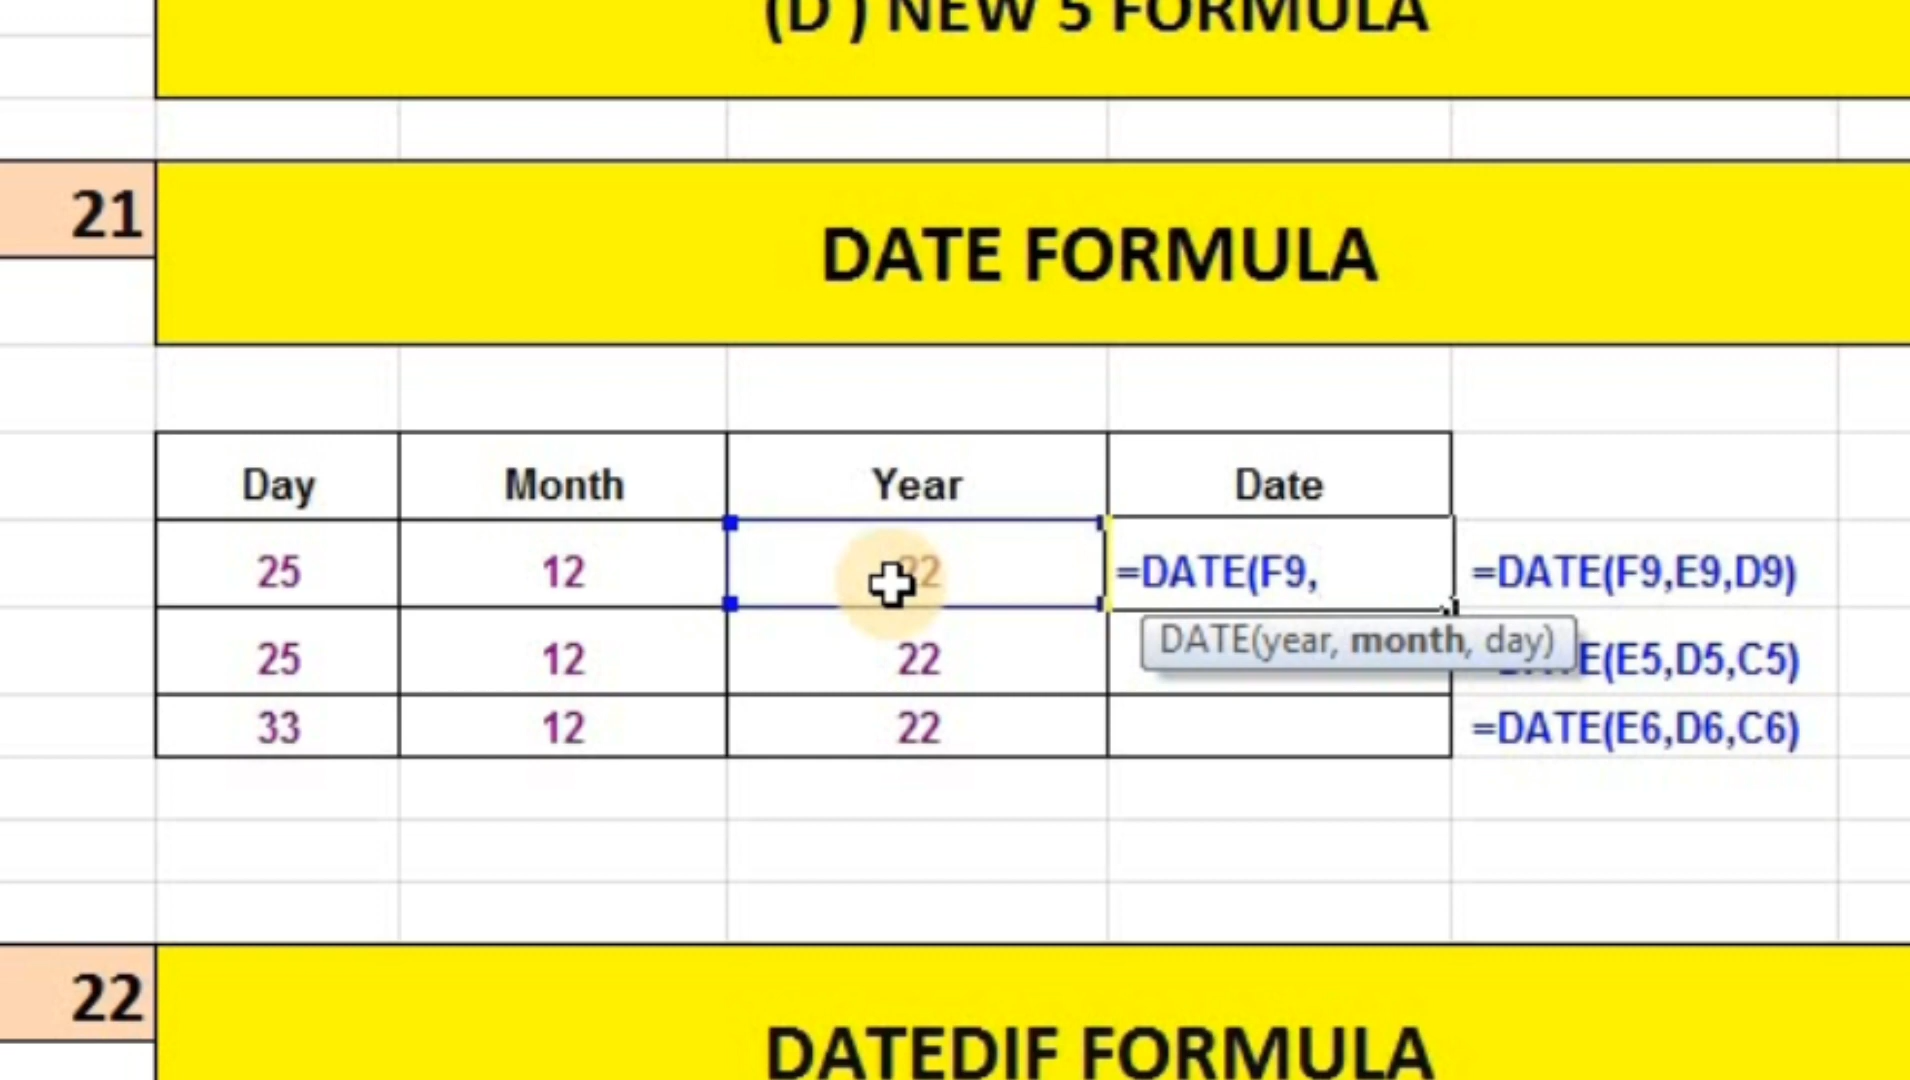 (D ) NEW 5 FORMULA
21
DATE FORMULA
Day Month Year Date
25 12 22 =DATE(F9, =DATE(F9,E9,D9)
DATE(year, month, day)
25 12 22 E(E5,D5,C5)
33 12 22 =DATE(E6,D6,C6)
22
DATEDIF FORMULA